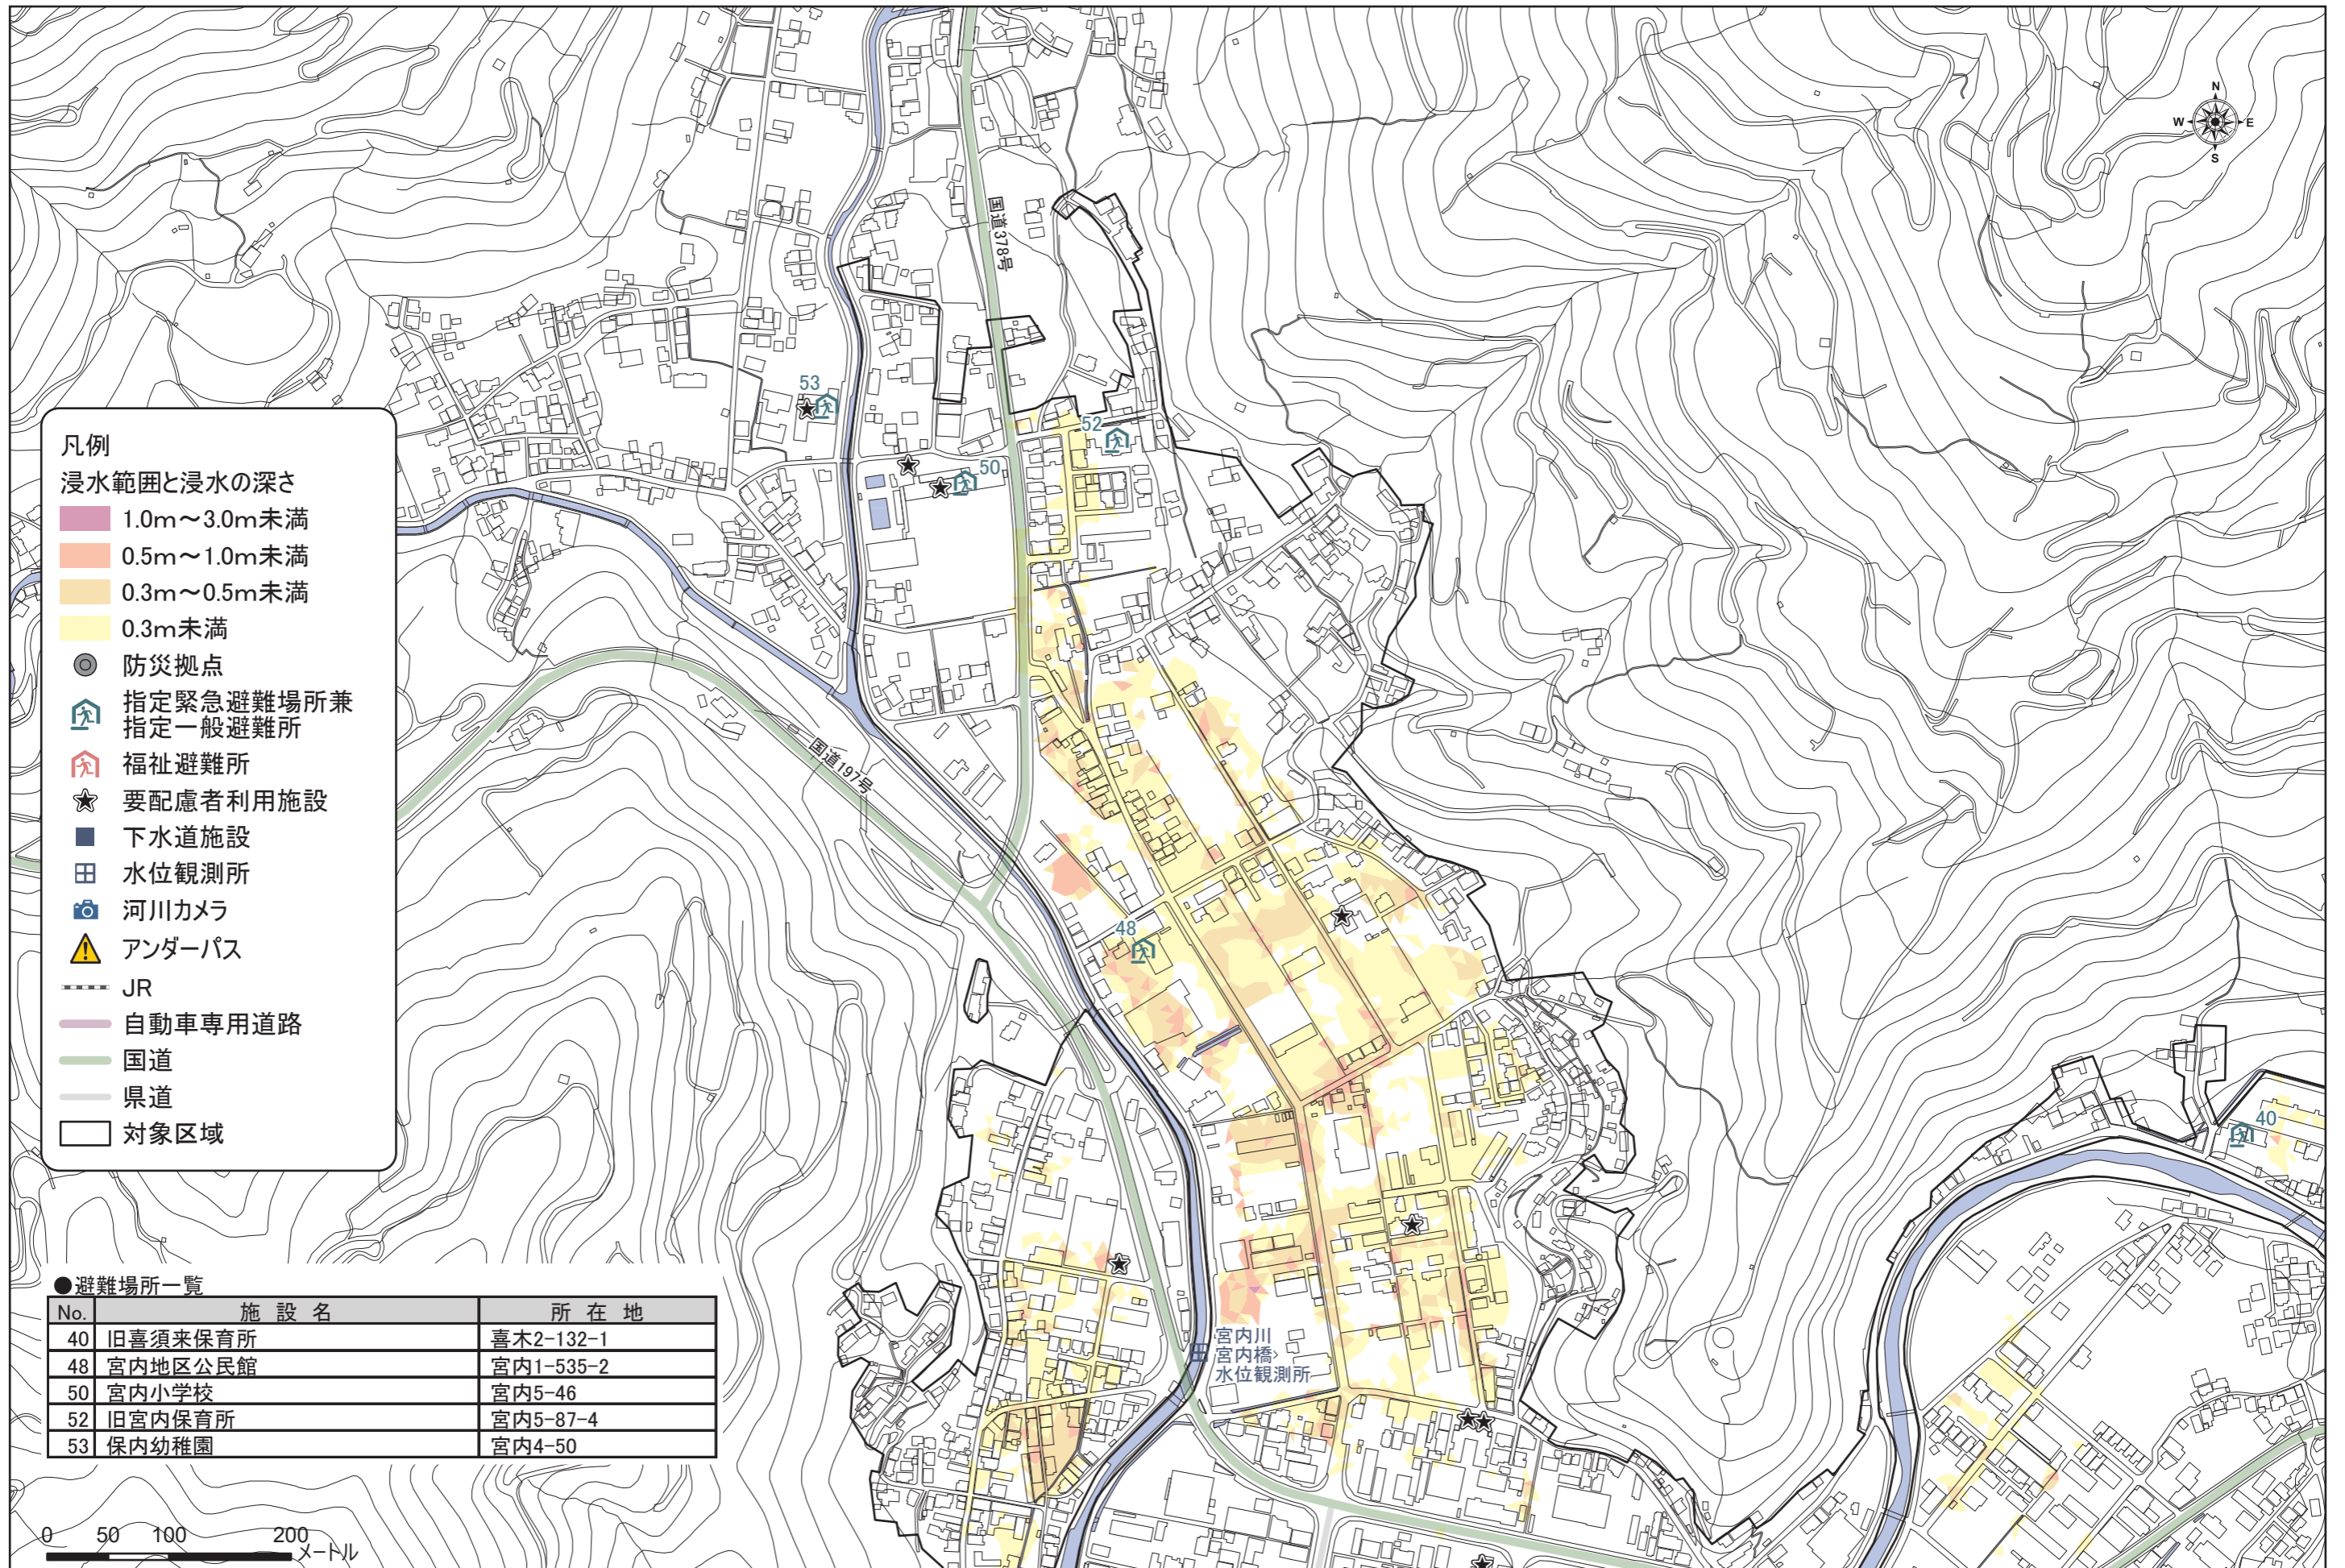 N
W E
S
国道378号
53
52
50
凡例
浸水範囲と浸水の深さ
1.0m～3.0m未満
0.5m～1.0m未満
0.3m～0.5m未満
0.3m未満
防災拠点
指定緊急避難場所兼
指定一般避難所
福祉避難所
要配慮者利用施設
下水道施設
水位観測所
河川カメラ
アンダーパス
JR
自動車専用道路
国道
県道
対象区域
国道197号
48
40
宮内川
宮内橋
水位観測所
●避難場所一覧
No. 施設名 所在地
40 旧喜須来保育所 喜木2-132-1
48 宮内地区公民館 宮内1-535-2
50 宮内小学校 宮内5-46
52 旧宮内保育所 宮内5-87-4
53 保内幼稚園 宮内4-50
0 50 100 200
メートル